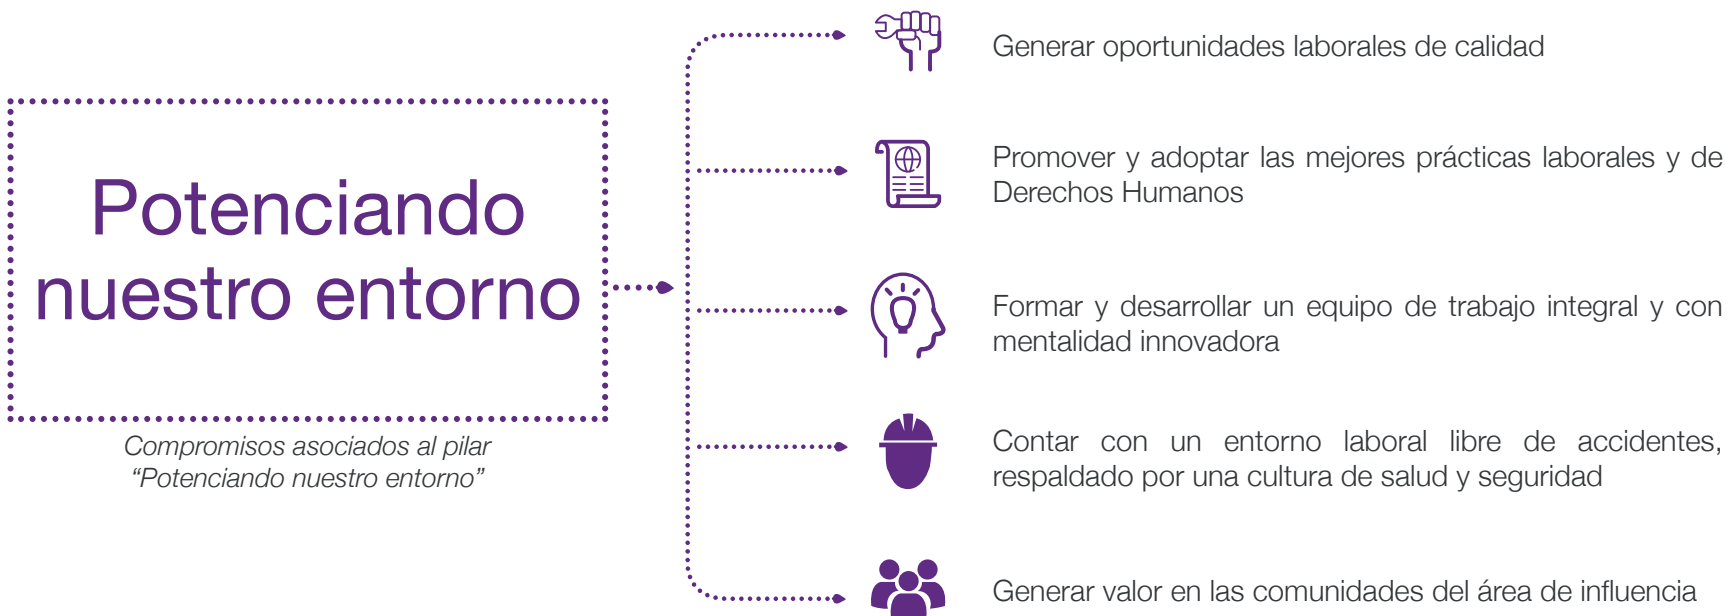 Potenciando
nuestro entorno
Compromisos asociados al pilar
“Potenciando nuestro entorno”
Generar oportunidades laborales de calidad
Promover y adoptar las mejores prácticas laborales y de
Derechos Humanos
Formar y desarrollar un equipo de trabajo integral y con
mentalidad innovadora
Contar con un entorno laboral libre de accidentes,
respaldado por una cultura de salud y seguridad
Generar valor en las comunidades del área de influencia